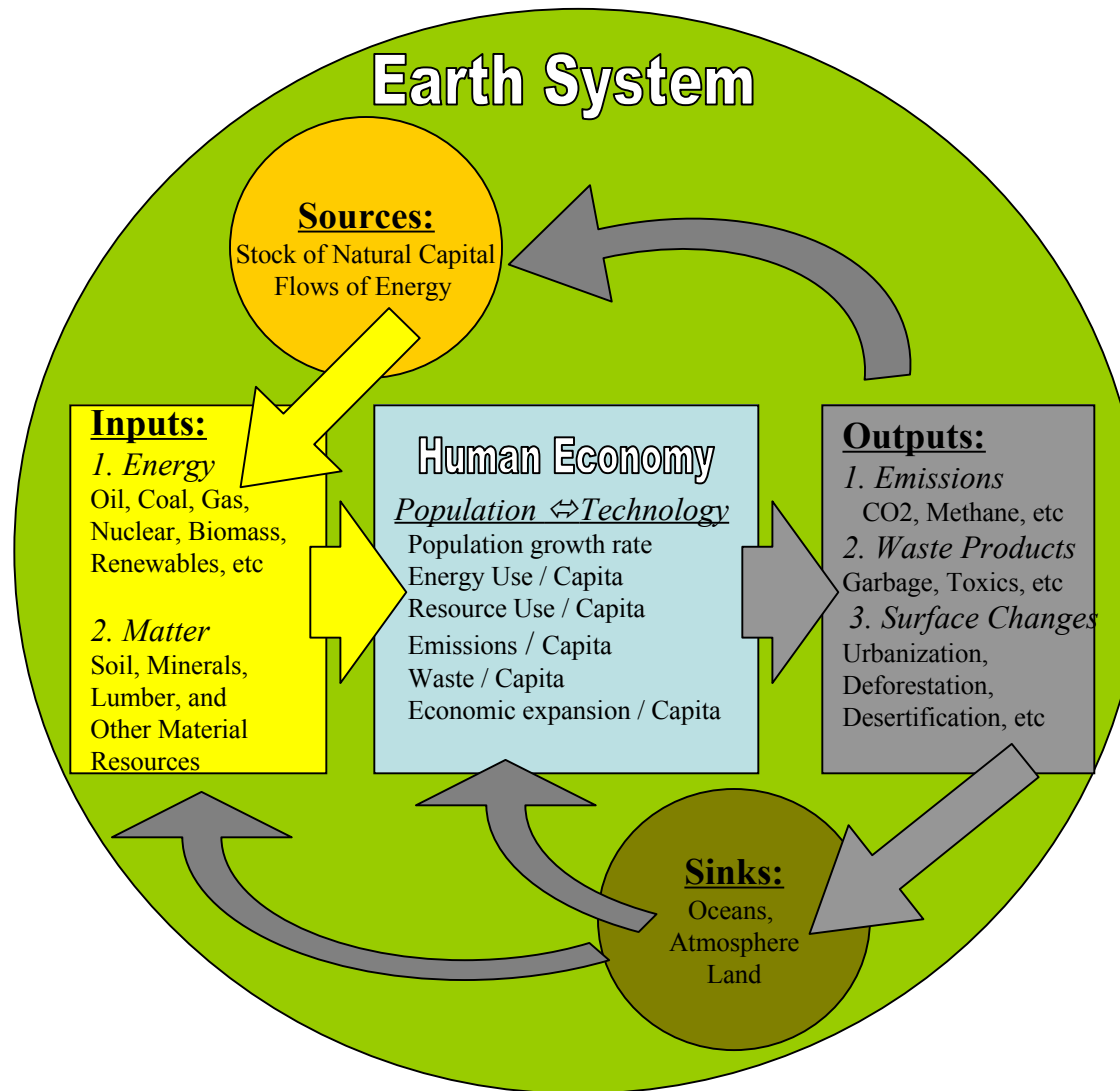 Earth System
Sources:
Stock of Natural Capital
Flows of Energy
Inputs:
1. Energy
Oil, Coal, Gas,
Nuclear, Biomass,
Renewables, etc
2. Matter
Soil, Minerals,
Lumber, and
Other Material
Resources
Human Economy
Population ⇔Technology
Population growth rate
Energy Use / Capita
Resource Use / Capita
Emissions / Capita
Waste / Capita
Economic expansion / Capita
Outputs:
1. Emissions
CO2, Methane, etc
2. Waste Products
Garbage, Toxics, etc
3. Surface Changes
Urbanization,
Deforestation,
Desertification, etc
Sinks:
Oceans,
Atmosphere
Land